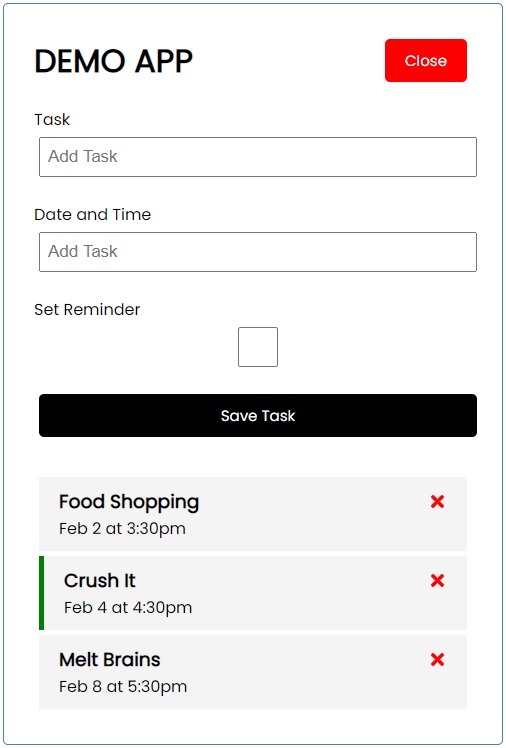 DEMO APP
Close
Task
Add Task
Date and Time
Add Task
Set Reminder
Save Task
Food Shopping
Feb 2 at 3:30pm
Crush It
Feb 4 at 4:30pm
Melt Brains
Feb 8 at 5:30pm